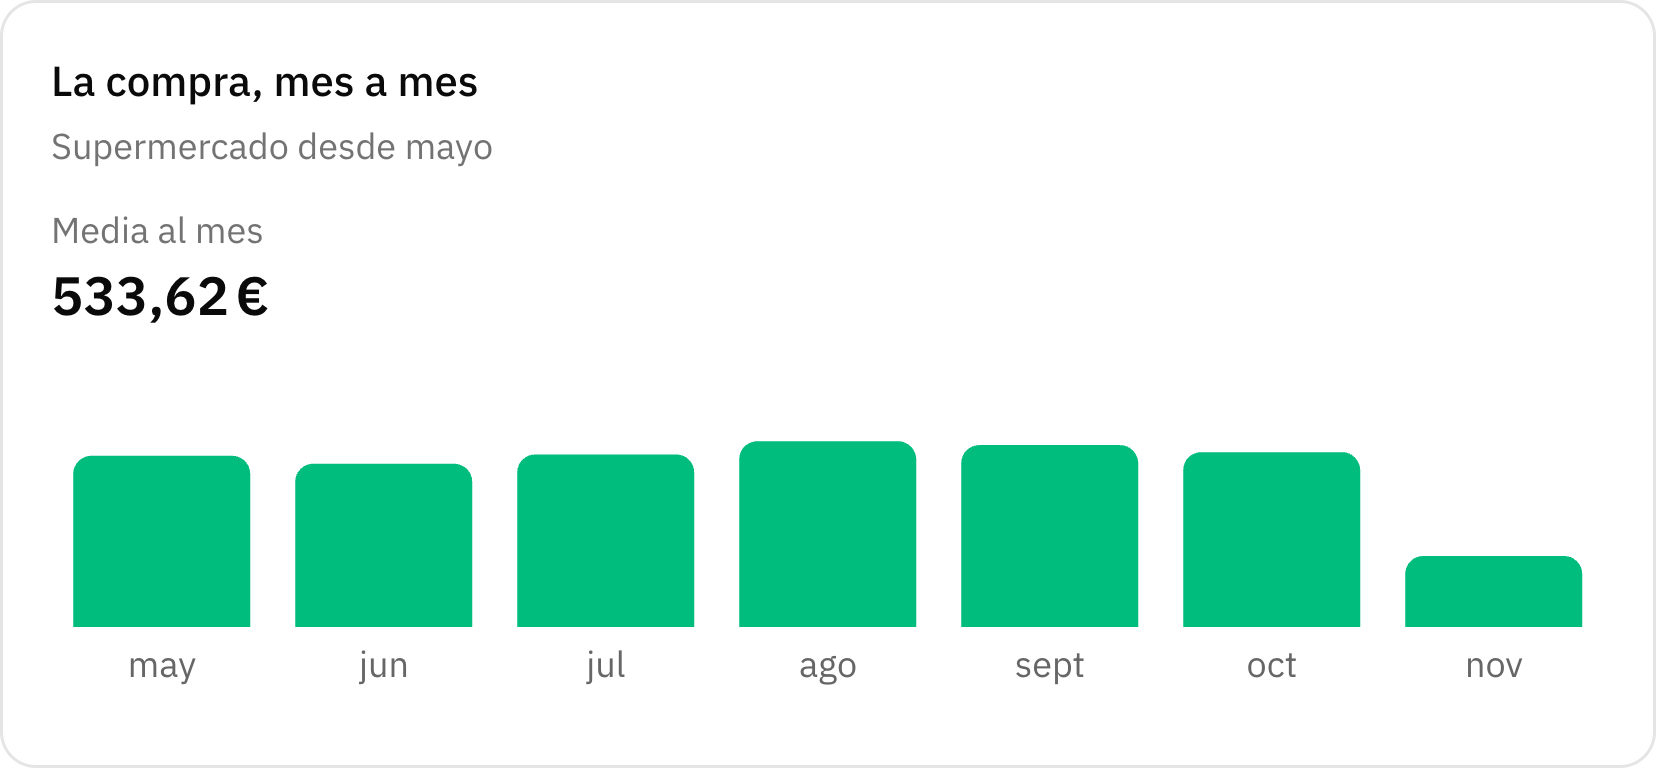 La compra, mes a mes
Supermercado desde mayo
Media al mes
533,62 €
may jun jul ago sept oct nov